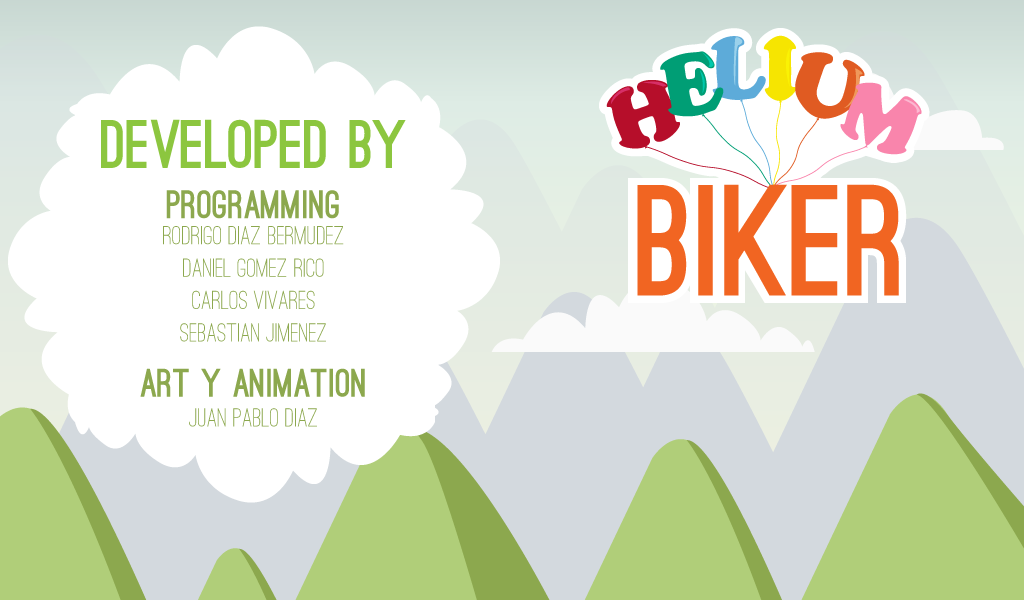 DEVELOPED BY
PROGRAMMING
RODRIGO DIAZ BERMUDEZ
DANIEL GOMEZ RICO
CARLOS VIVARES
SEBASTIAN JIMENEZ
ART Y ANIMATION
JUAN PABLO DIAZ
HELIUM
BIKER